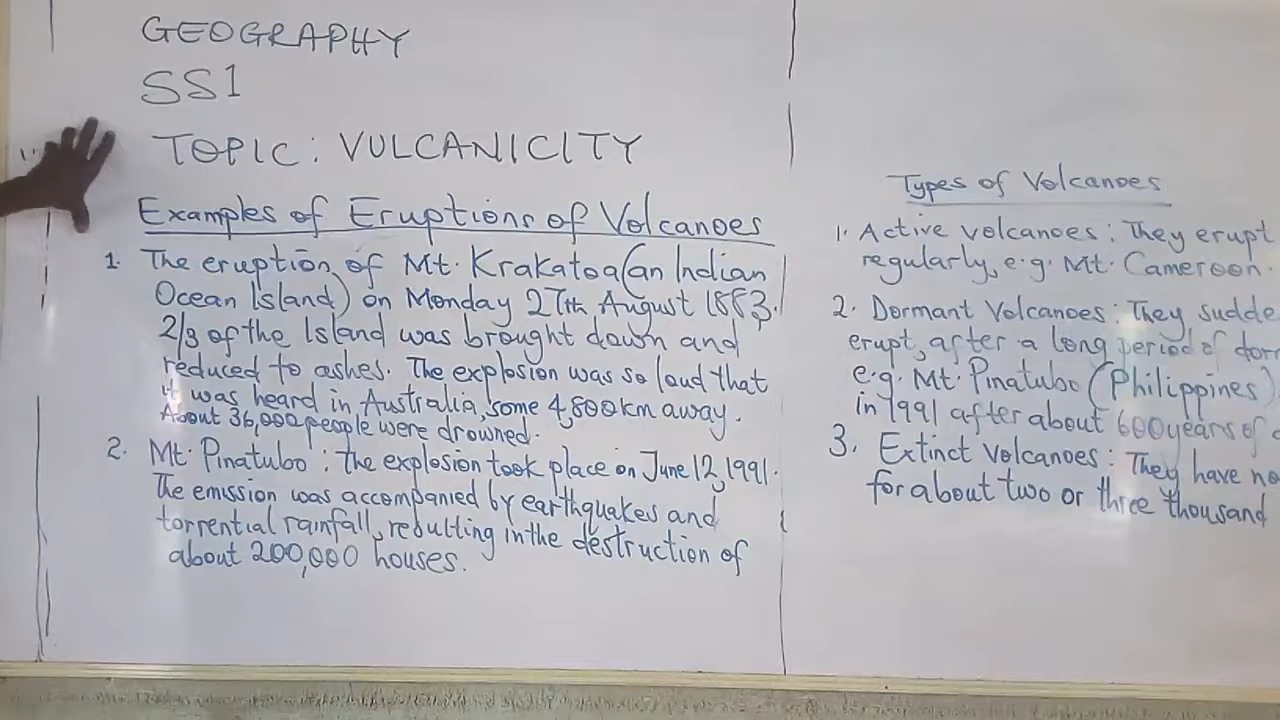 GEOGRAPHY
SS1
TOPIC: VULCANICITY
Examples of Eruptions of Volcanoes
1. The eruption of Mt. Krakatoa (an Indian
Ocean Island) on Monday 27th August 1883.
2/3 of the Island was brought down and
reduced to ashes. The explosion was so loud that
it was heard in Australia, some 4,800km away.
About 36,000 people were drowned.
2. Mt. Pinatubo: the explosion took place on June 12, 1991.
The emission was accompanied by earthquakes and
torrential rainfall, resulting in the destruction of
about 200,000 houses.
Types of Volcanoes
1. Active volcanoes: They erupt
regularly, e.g. Mt. Cameroon.
2. Dormant Volcanoes: They sudde
erupt, after a long period of dorm
e.g. Mt. Pinatubo (Philippines)
in 1991 after about 600 years of
3. Extinct Volcanoes: They have no
for about two or three thousand